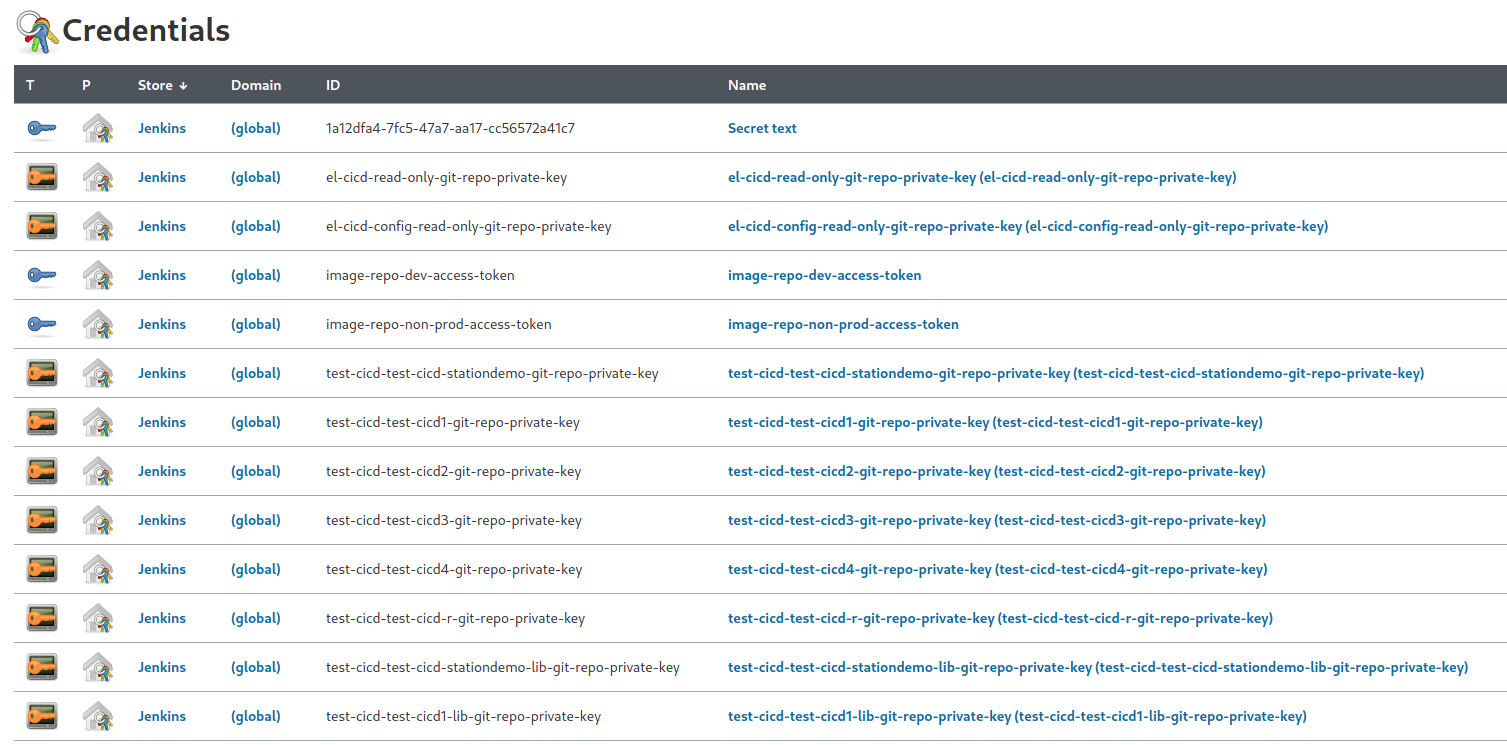 Credentials
T P Store ↓ Domain ID Name
Jenkins (global) 1a12dfa4-7fc5-47a7-aa17-cc56572a41c7 Secret text
Jenkins (global) el-cicd-read-only-git-repo-private-key el-cicd-read-only-git-repo-private-key (el-cicd-read-only-git-repo-private-key)
Jenkins (global) el-cicd-config-read-only-git-repo-private-key el-cicd-config-read-only-git-repo-private-key (el-cicd-config-read-only-git-repo-private-key)
Jenkins (global) image-repo-dev-access-token image-repo-dev-access-token
Jenkins (global) image-repo-non-prod-access-token image-repo-non-prod-access-token
Jenkins (global) test-cicd-test-cicd-stationdemo-git-repo-private-key test-cicd-test-cicd-stationdemo-git-repo-private-key (test-cicd-test-cicd-stationdemo-git-repo-private-key)
Jenkins (global) test-cicd-test-cicd1-git-repo-private-key test-cicd-test-cicd1-git-repo-private-key (test-cicd-test-cicd1-git-repo-private-key)
Jenkins (global) test-cicd-test-cicd2-git-repo-private-key test-cicd-test-cicd2-git-repo-private-key (test-cicd-test-cicd2-git-repo-private-key)
Jenkins (global) test-cicd-test-cicd3-git-repo-private-key test-cicd-test-cicd3-git-repo-private-key (test-cicd-test-cicd3-git-repo-private-key)
Jenkins (global) test-cicd-test-cicd4-git-repo-private-key test-cicd-test-cicd4-git-repo-private-key (test-cicd-test-cicd4-git-repo-private-key)
Jenkins (global) test-cicd-test-cicd-r-git-repo-private-key test-cicd-test-cicd-r-git-repo-private-key (test-cicd-test-cicd-r-git-repo-private-key)
Jenkins (global) test-cicd-test-cicd-stationdemo-lib-git-repo-private-key test-cicd-test-cicd-stationdemo-lib-git-repo-private-key (test-cicd-test-cicd-stationdemo-lib-git-repo-private-key)
Jenkins (global) test-cicd-test-cicd1-lib-git-repo-private-key test-cicd-test-cicd1-lib-git-repo-private-key (test-cicd-test-cicd1-lib-git-repo-private-key)